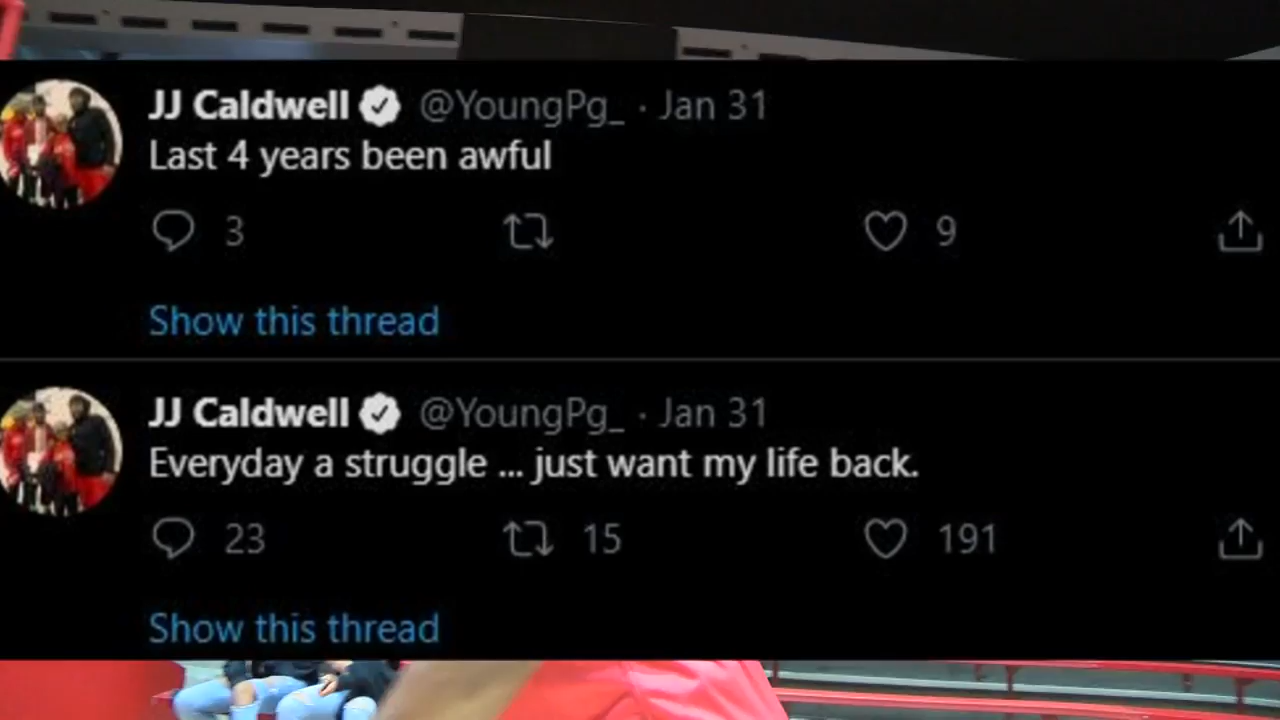 JJ Caldwell @YoungPg_ · Jan 31
Last 4 years been awful
3 9
Show this thread
JJ Caldwell @YoungPg_ · Jan 31
Everyday a struggle ... just want my life back.
23 15 191
Show this thread